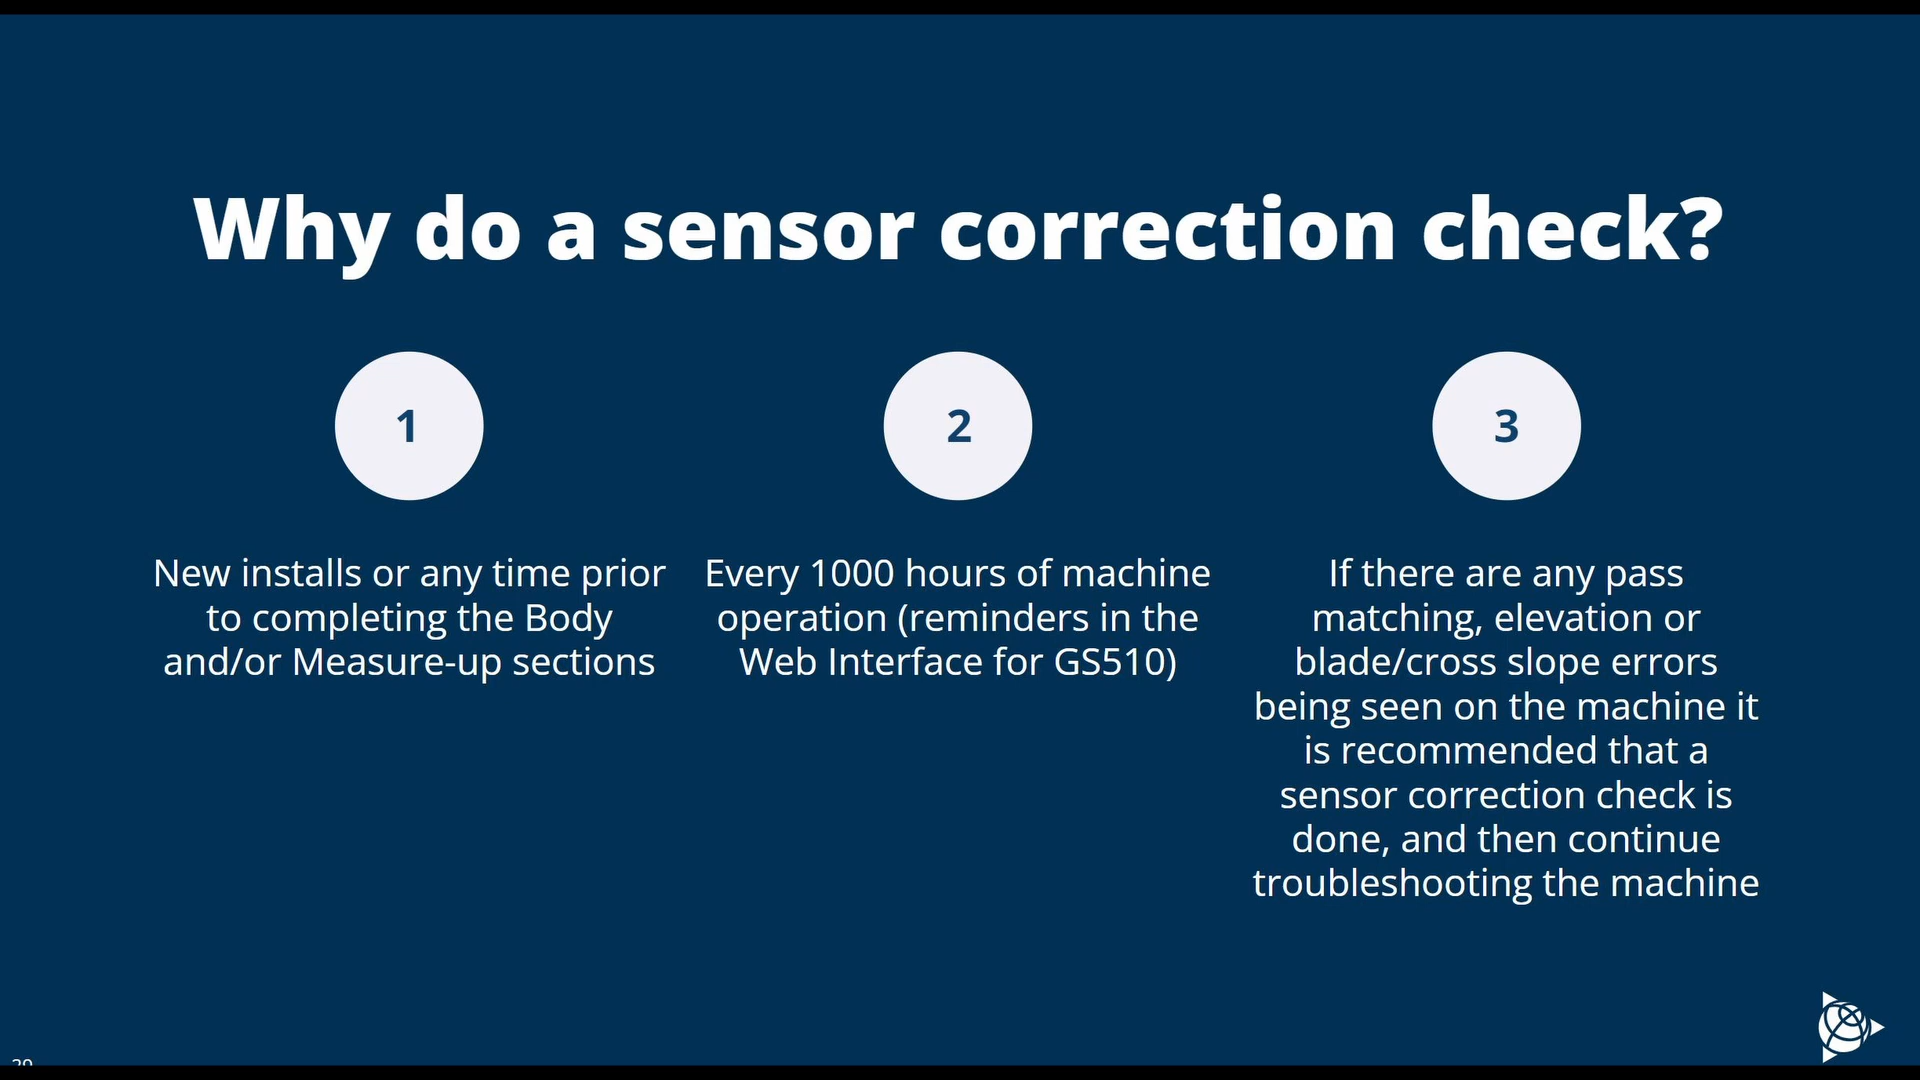 Why do a sensor correction check?
1
New installs or any time prior
to completing the Body
and/or Measure-up sections
2
Every 1000 hours of machine
operation (reminders in the
Web Interface for GS510)
3
If there are any pass
matching, elevation or
blade/cross slope errors
being seen on the machine it
is recommended that a
sensor correction check is
done, and then continue
troubleshooting the machine